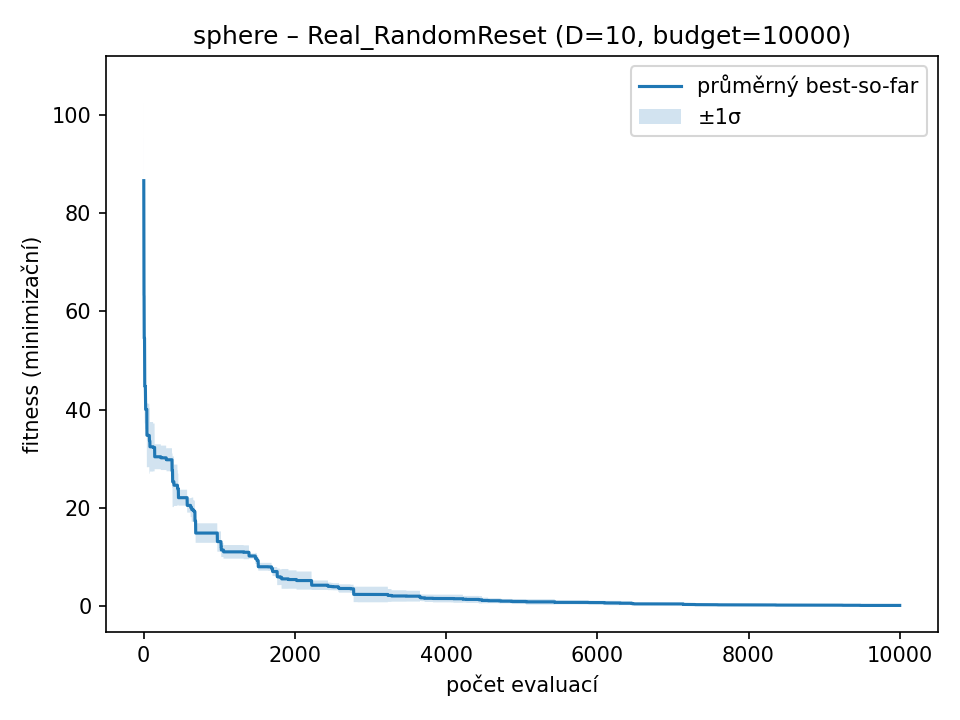 sphere – Real_RandomReset (D=10, budget=10000)
průměrný best-so-far
±1σ
fitness (minimizační)
100
80
60
40
20
0
0 2000 4000 6000 8000 10000
počet evaluací